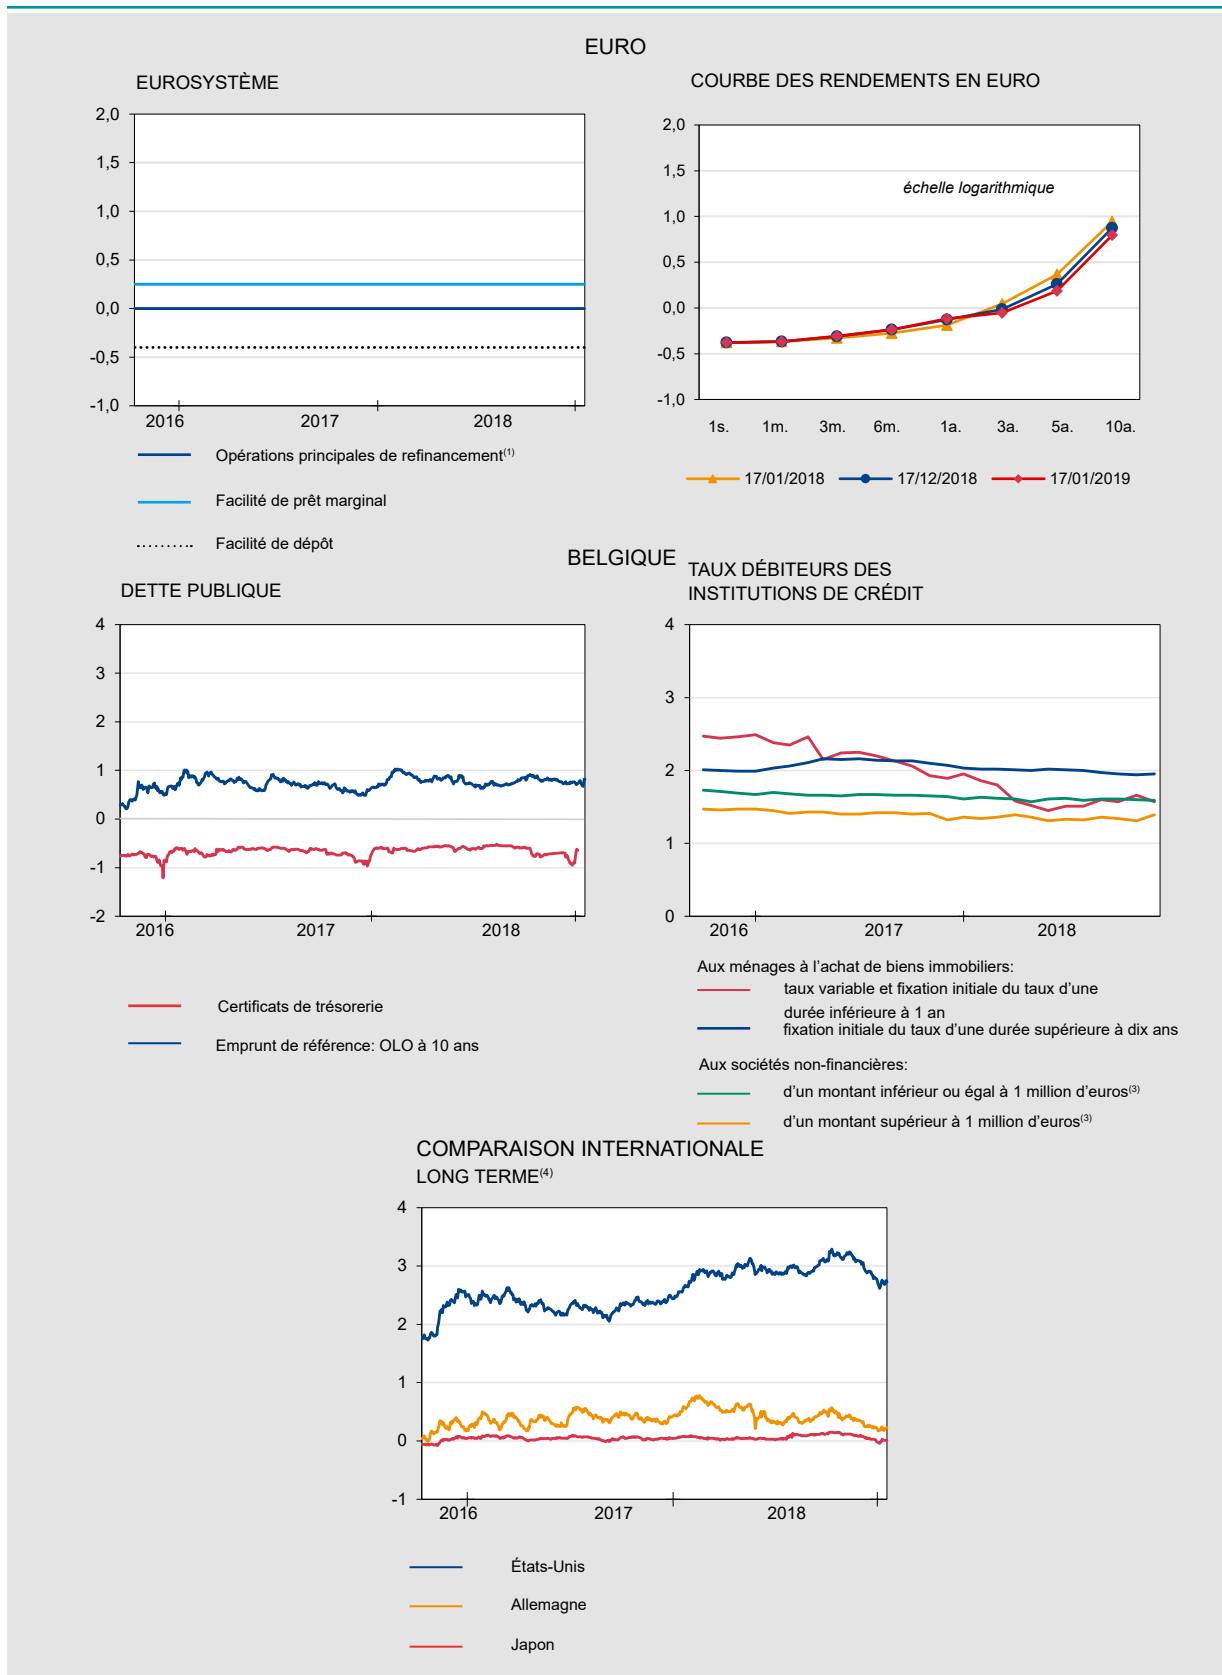 EURO
EUROSYSTÈME
2,0
1,5
1,0
0,5
0,0
-0,5
-1,0
2016 2017 2018
Opérations principales de refinancement(1)
Facilité de prêt marginal
Facilité de dépôt
COURBE DES RENDEMENTS EN EURO
2,0
1,5
1,0
0,5
0,0
-0,5
-1,0
échelle logarithmique
1s. 1m. 3m. 6m. 1a. 3a. 5a. 10a.
17/01/2018 17/12/2018 17/01/2019
BELGIQUE
DETTE PUBLIQUE
4
3
2
1
0
-1
-2
2016 2017 2018
Certificats de trésorerie
Emprunt de référence: OLO à 10 ans
TAUX DÉBITEURS DES
INSTITUTIONS DE CRÉDIT
4
3
2
1
0
2016 2017 2018
Aux ménages à l’achat de biens immobiliers:
taux variable et fixation initiale du taux d’une
durée inférieure à 1 an
fixation initiale du taux d’une durée supérieure à dix ans
Aux sociétés non-financières:
d’un montant inférieur ou égal à 1 million d’euros(3)
d’un montant supérieur à 1 million d’euros(3)
COMPARAISON INTERNATIONALE
LONG TERME(4)
4
3
2
1
0
-1
2016 2017 2018
États-Unis
Allemagne
Japon